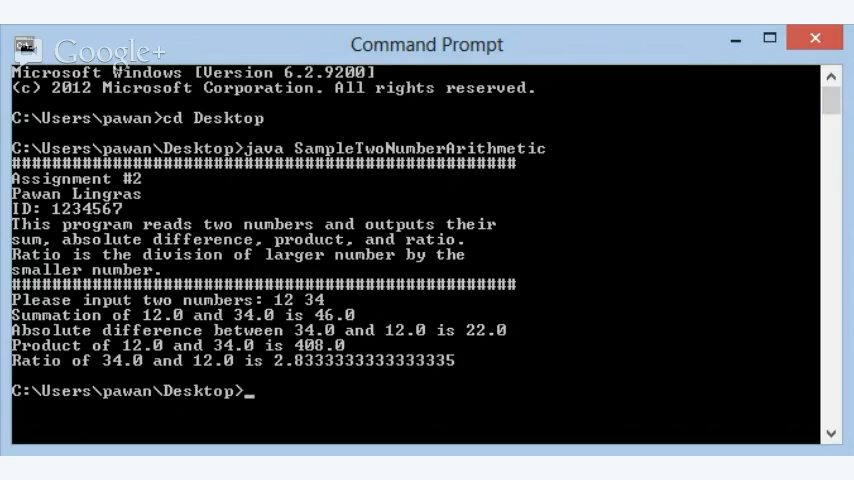 Google+
Command Prompt
Microsoft Windows [Version 6.2.9200]
(c) 2012 Microsoft Corporation. All rights reserved.
C:\Users\pawan>cd Desktop
C:\Users\pawan\Desktop>java SampleTwoNumberArithmetic
##################################################
Assignment #2
Pawan Lingras
ID: 1234567
This program reads two numbers and outputs their
sum, absolute difference, product, and ratio.
Ratio is the division of larger number by the
smaller number.
##################################################
Please input two numbers: 12 34
Summation of 12.0 and 34.0 is 46.0
Absolute difference between 34.0 and 12.0 is 22.0
Product of 12.0 and 34.0 is 408.0
Ratio of 34.0 and 12.0 is 2.8333333333333335
C:\Users\pawan\Desktop>_